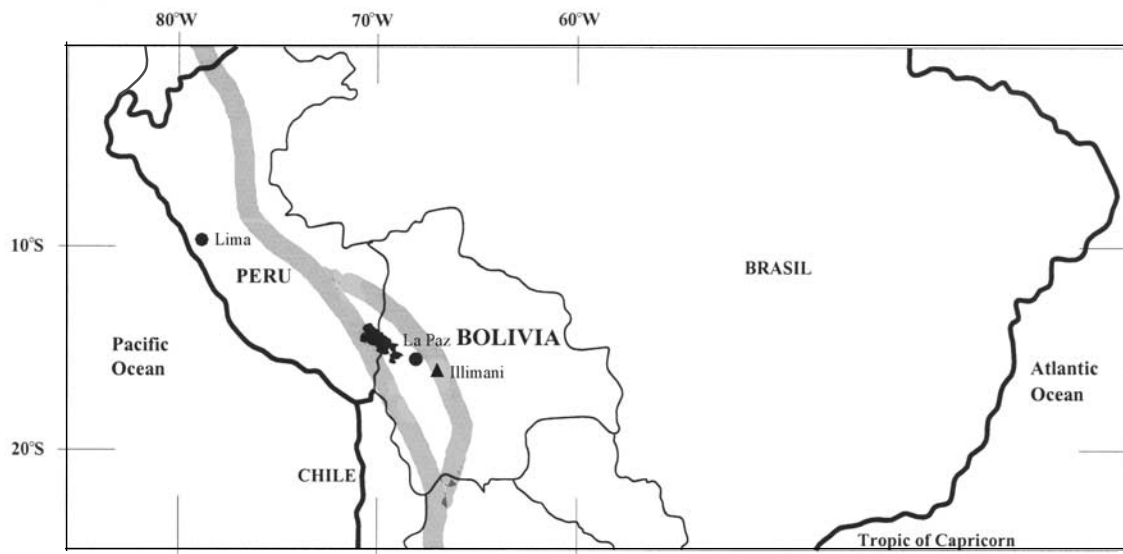 80°W 70°W 60°W
10°S
Lima
PERU
BRASIL
La Paz
BOLIVIA
Illimani
Pacific
Ocean
Atlantic
Ocean
20°S
CHILE
Tropic of Capricorn